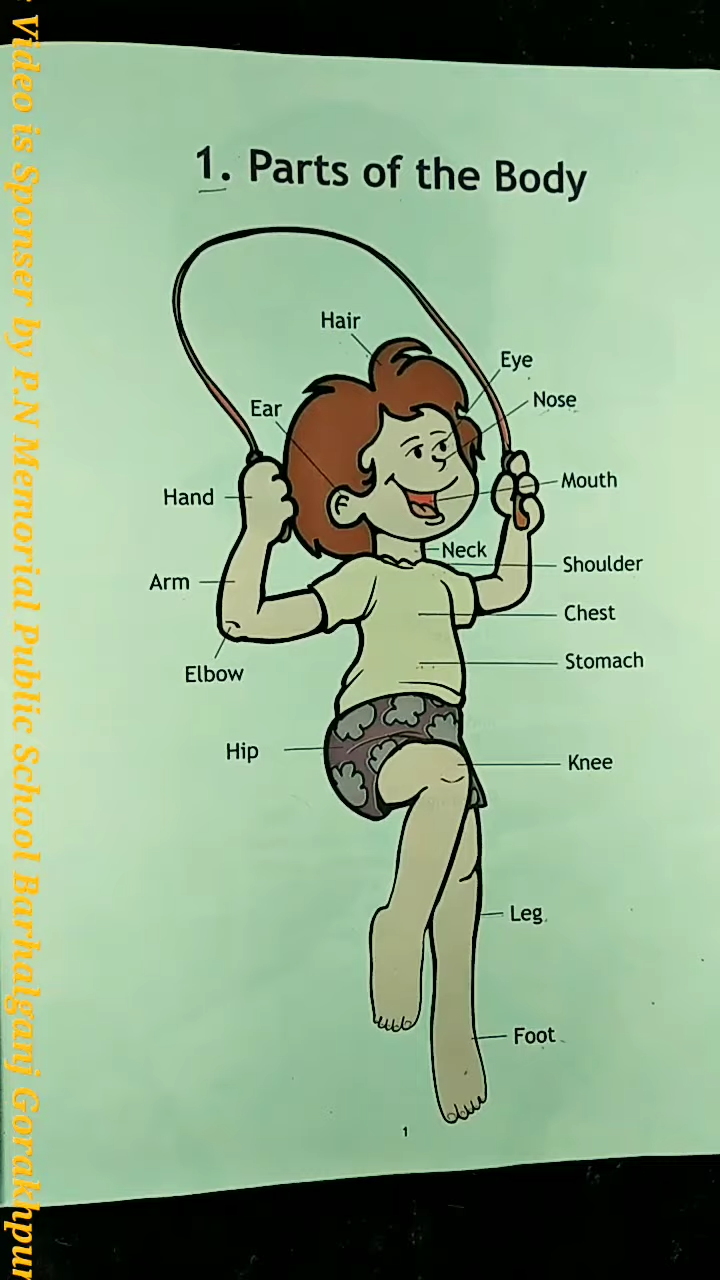 1. Parts of the Body
Hair
Eye
Ear
Nose
Mouth
Hand
Neck
Shoulder
Arm
Chest
Stomach
Elbow
Hip
Knee
Leg
Foot
1
Video is Sponser by P.N Memorial Public School Barhalganj Gorakhpur